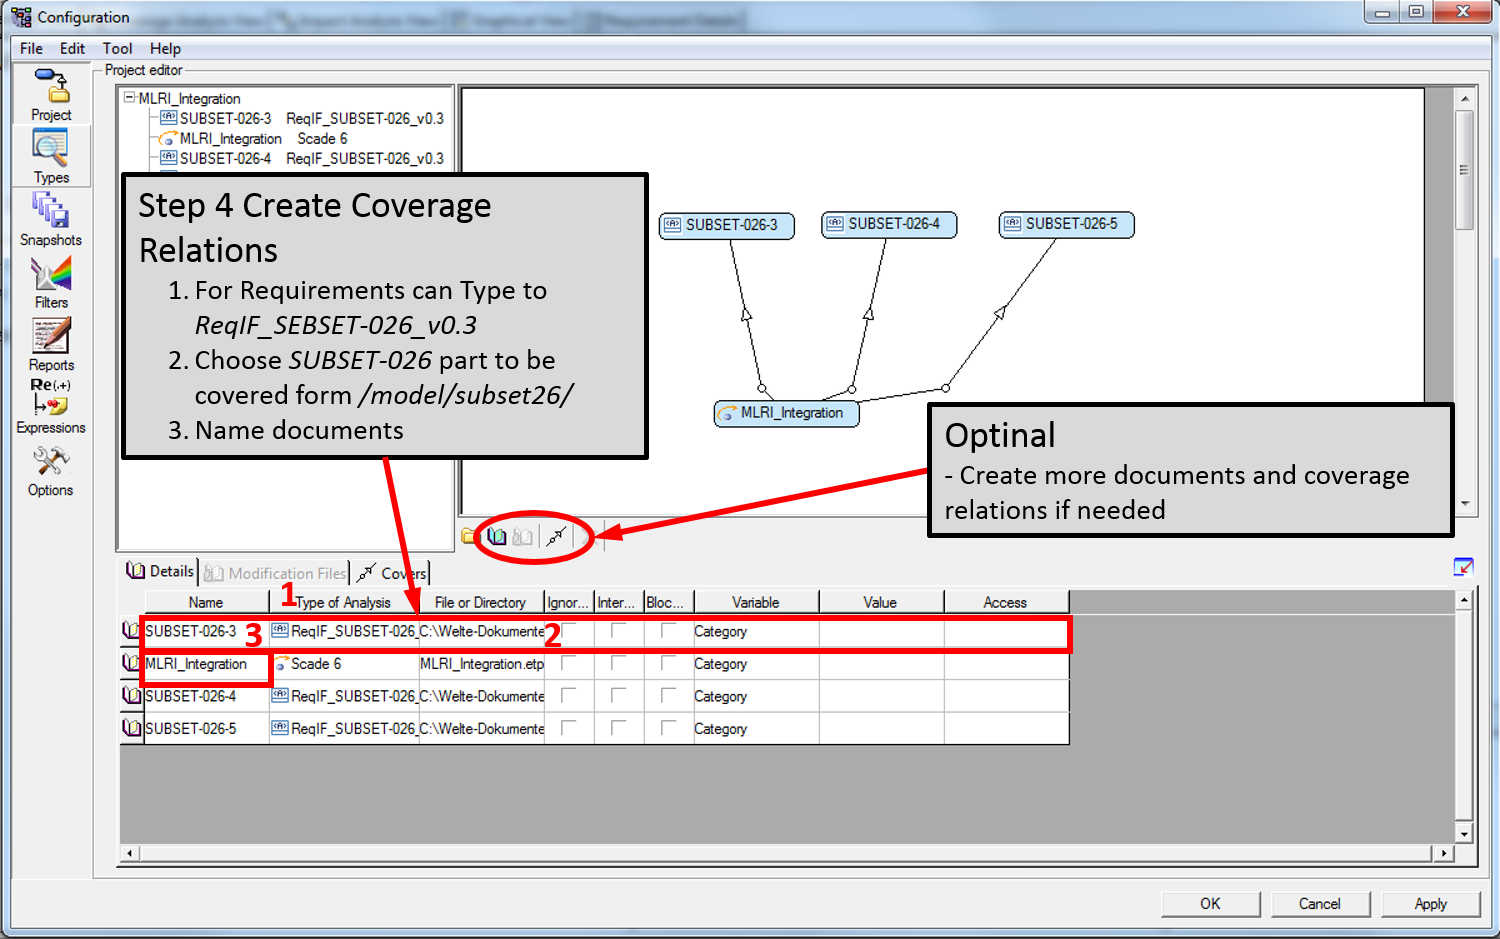 Configuration
File Edit Tool Help
Project editor
Project
Types
Snapshots
Filters
Reports
Re(.+)
Expressions
Options
MLRI_Integration
SUBSET-026-3 ReqIF_SUBSET-026_v0.3
MLRI_Integration Scade 6
SUBSET-026-4 ReqIF_SUBSET-026_v0.3
Step 4 Create Coverage
Relations
1. For Requirements can Type to
ReqIF_SEBSET-026_v0.3
2. Choose SUBSET-026 part to be
covered form /model/subset26/
3. Name documents
SUBSET-026-3
SUBSET-026-4
SUBSET-026-5
MLRI_Integration
Optinal
- Create more documents and coverage
relations if needed
Details Modification Files Covers
1
Name Type of Analysis File or Directory Ignor... Inter... Bloc... Variable Value Access
SUBSET-026-3 3 ReqIF_SUBSET-026_ C:\Welte-Dokumente 2 Category
MLRI_Integration Scade 6 MLRI_Integration.etp Category
SUBSET-026-4 ReqIF_SUBSET-026_ C:\Welte-Dokumente Category
SUBSET-026-5 ReqIF_SUBSET-026_ C:\Welte-Dokumente Category
OK Cancel Apply